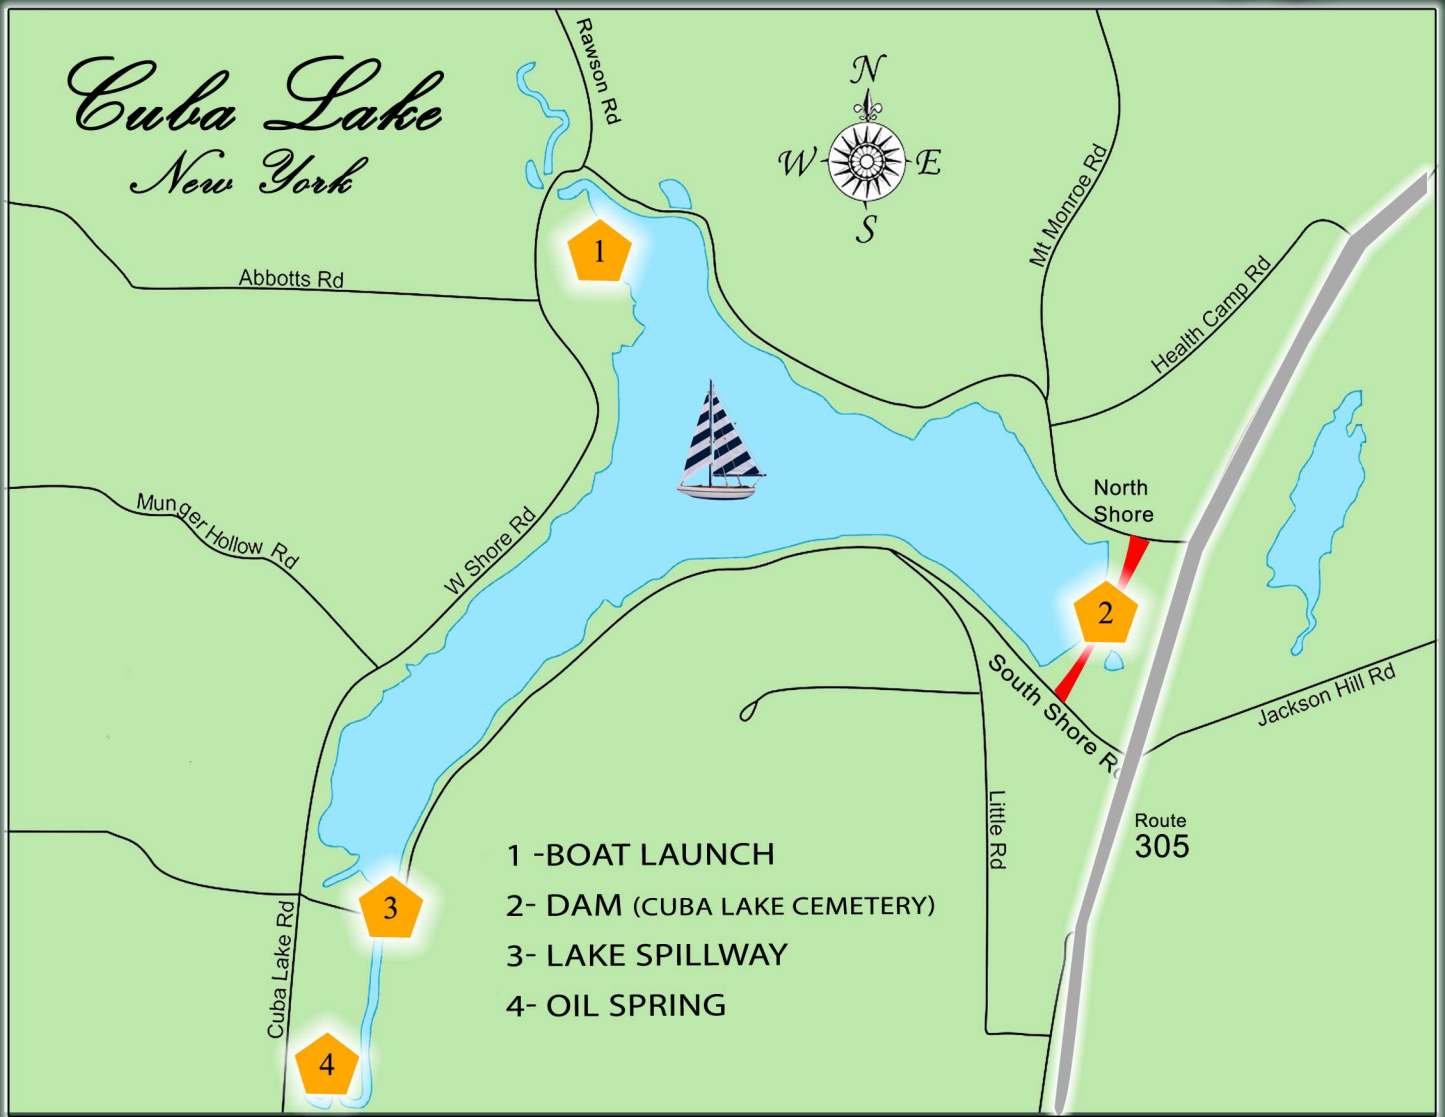 Cuba Lake
New York
Rawson Rd
N
W E
S
Mt Monroe Rd
Health Camp Rd
Abbotts Rd
1
Munger Hollow Rd
W Shore Rd
North
Shore
2
South Shore Rd
Jackson Hill Rd
Little Rd
Route
305
3
Cuba Lake Rd
4
1 -BOAT LAUNCH
2- DAM (CUBA LAKE CEMETERY)
3- LAKE SPILLWAY
4- OIL SPRING